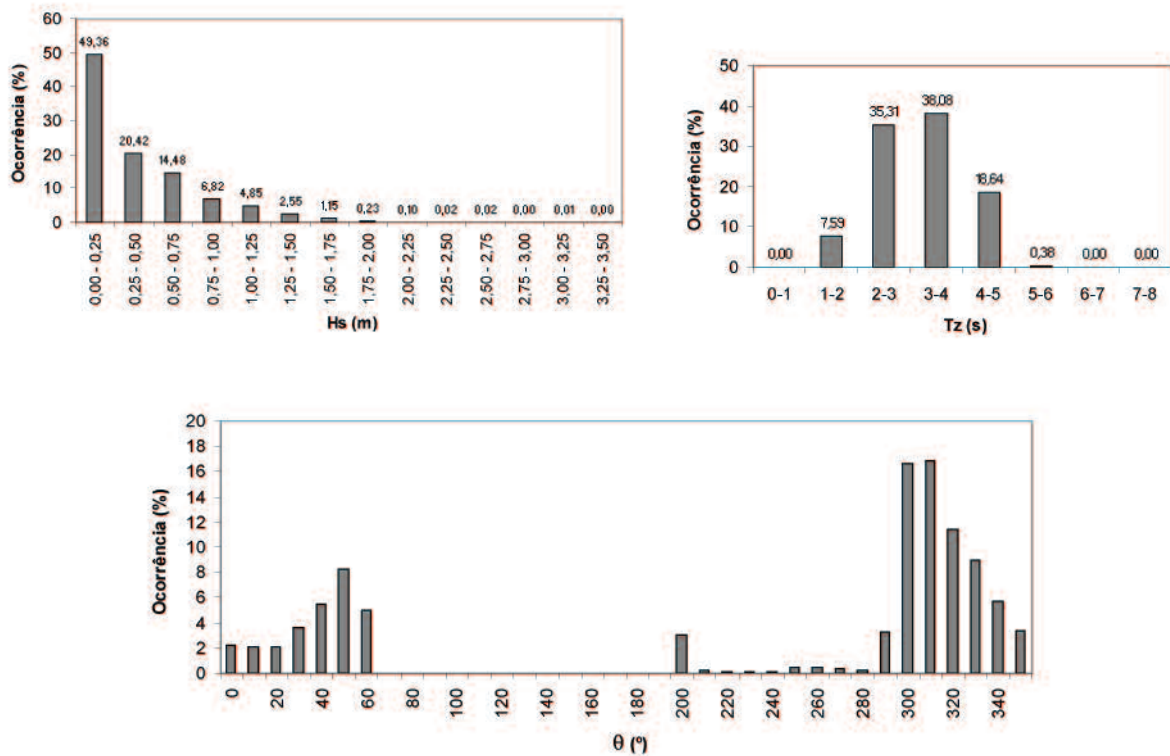 60
50
40
30
20
10
0
Ocorrência (%)
49,36
20,42
14,48
6,82
4,85
2,55
1,15
0,23
0,10
0,02
0,02
0,00
0,01
0,00
0,00 - 0,25
0,25 - 0,50
0,50 - 0,75
0,75 - 1,00
1,00 - 1,25
1,25 - 1,50
1,50 - 1,75
1,75 - 2,00
2,00 - 2,25
2,25 - 2,50
2,50 - 2,75
2,75 - 3,00
3,00 - 3,25
3,25 - 3,50
Hs (m)
50
40
30
20
10
0
Ocorrência (%)
0,00
7,59
35,31
38,08
18,64
0,38
0,00
0,00
0-1 1-2 2-3 3-4 4-5 5-6 6-7 7-8
Tz (s)
20
18
16
14
12
10
8
6
4
2
0
Ocorrência (%)
0 20 40 60 80 100 120 140 160 180 200 220 240 260 280 300 320 340
θ (º)